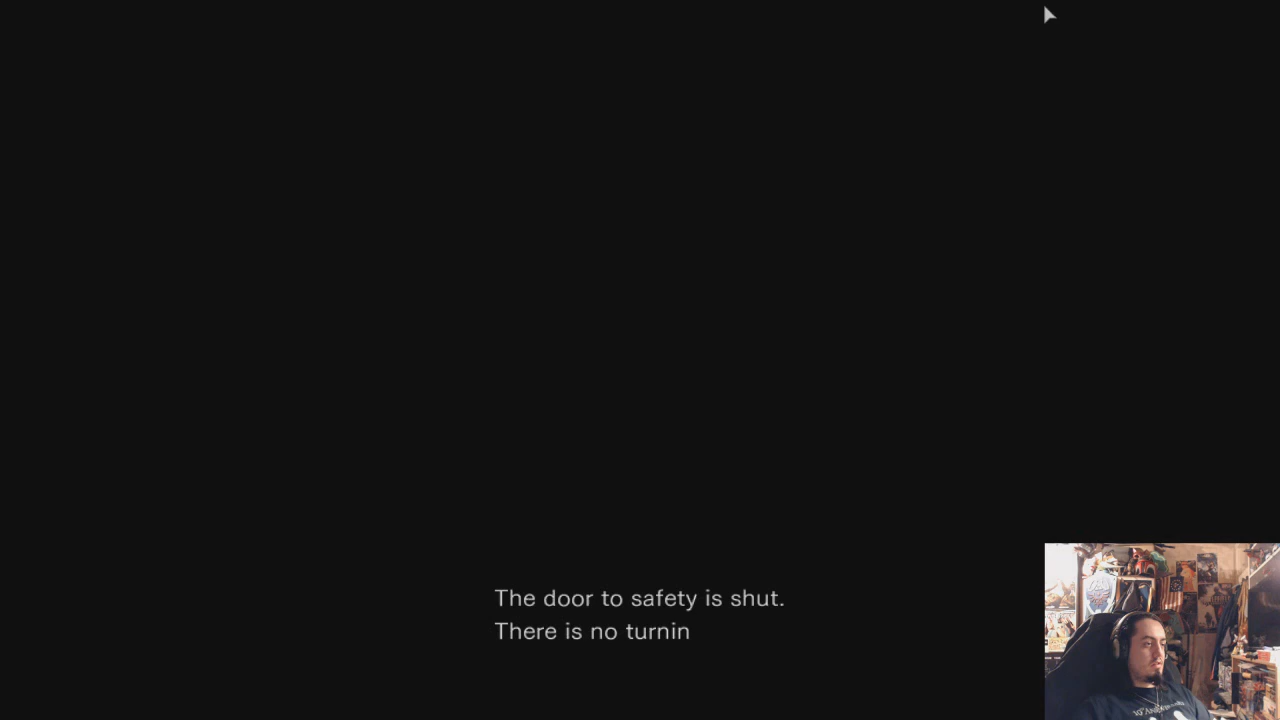 The door to safety is shut.
There is no turnin